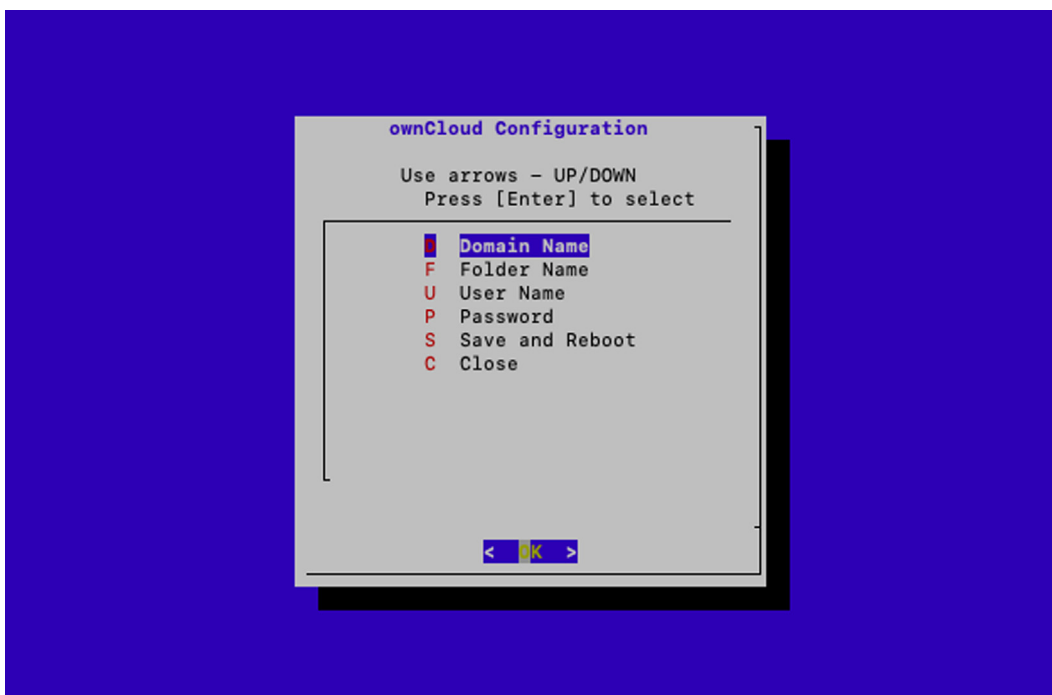 ownCloud Configuration
Use arrows – UP/DOWN
Press [Enter] to select
D Domain Name
F Folder Name
U User Name
P Password
S Save and Reboot
C Close
< OK >